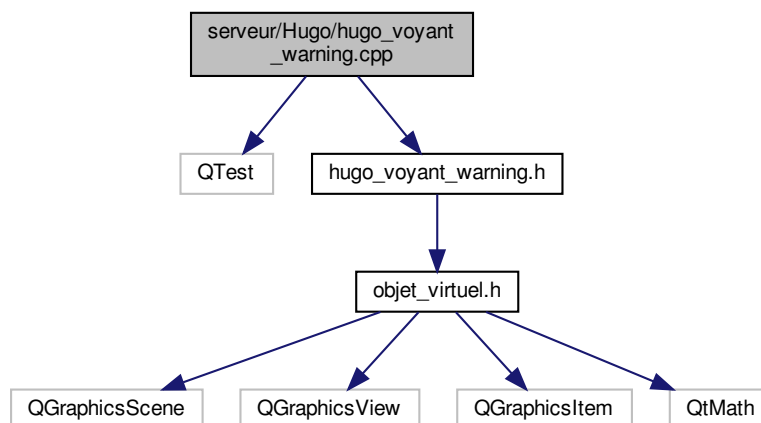 serveur/Hugo/hugo_voyant
_warning.cpp
QTest
hugo_voyant_warning.h
objet_virtuel.h
QGraphicsScene
QGraphicsView
QGraphicsItem
QtMath